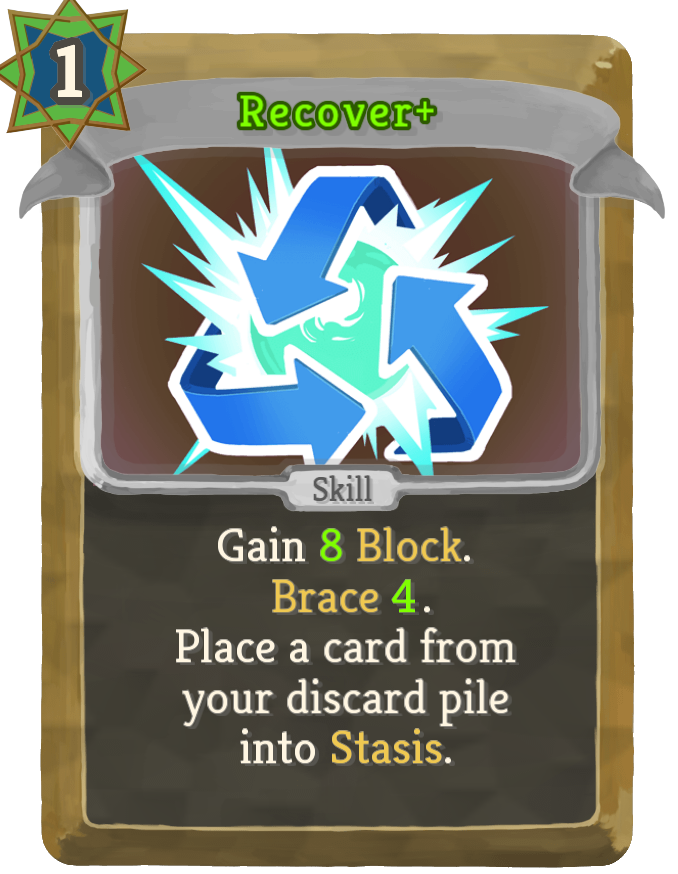 1
Recover+
Skill
Gain 8 Block.
Brace 4.
Place a card from
your discard pile
into Stasis.